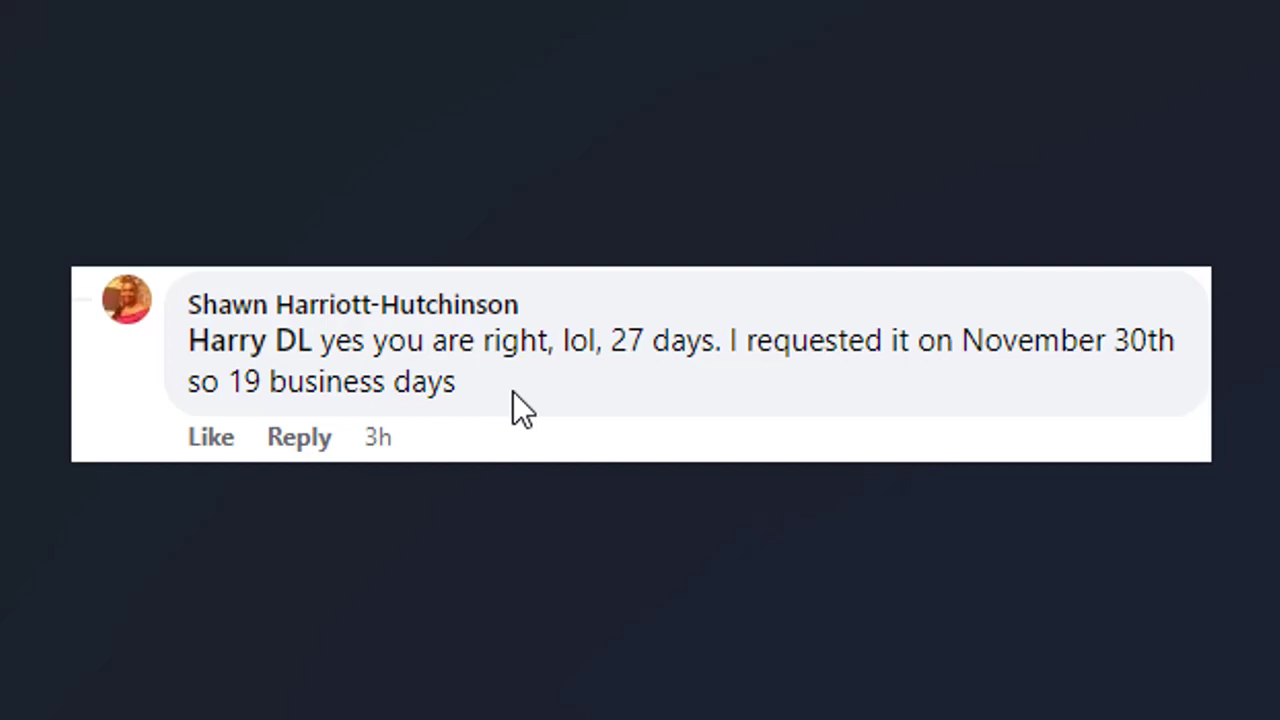 Shawn Harriott-Hutchinson
Harry DL yes you are right, lol, 27 days. I requested it on November 30th
so 19 business days
Like Reply 3h